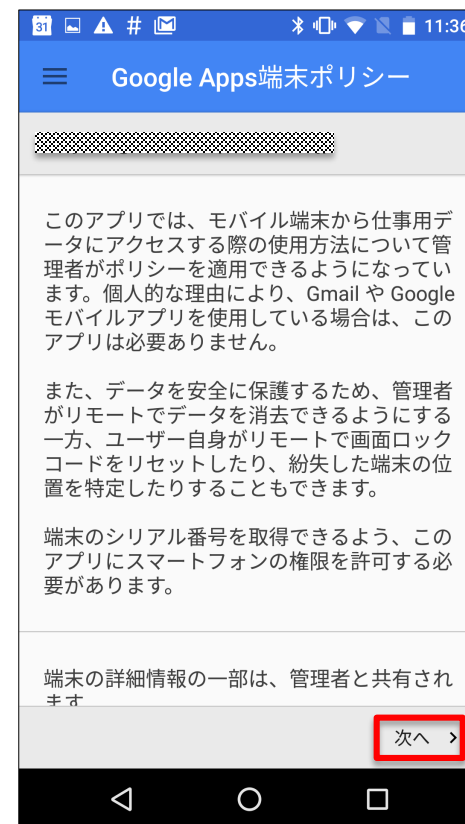 31 # 11:36
Google Apps端末ポリシー
このアプリでは、モバイル端末から仕事用デ
ータにアクセスする際の使用方法について管
理者がポリシーを適用できるようになってい
ます。個人的な理由により、Gmail や Google
モバイルアプリを使用している場合は、この
アプリは必要ありません。
また、データを安全に保護するため、管理者
がリモートでデータを消去できるようにする
一方、ユーザー自身がリモートで画面ロック
コードをリセットしたり、紛失した端末の位
置を特定したりすることもできます。
端末のシリアル番号を取得できるよう、この
アプリにスマートフォンの権限を許可する必
要があります。
端末の詳細情報の一部は、管理者と共有され
ます
次へ